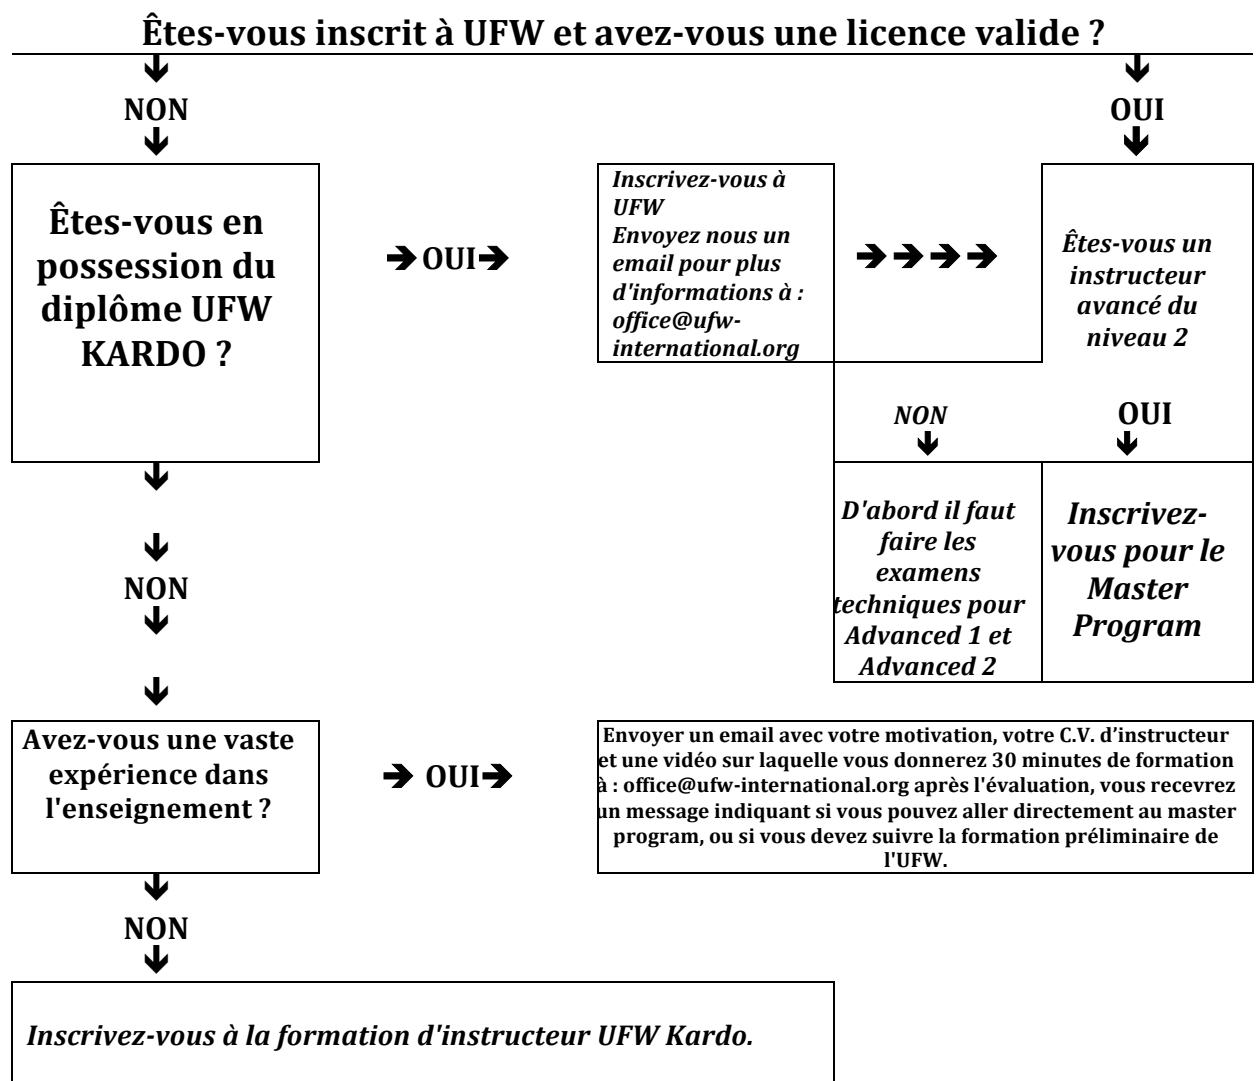 Êtes-vous inscrit à UFW et avez-vous une licence valide ?
NON
OUI
Êtes-vous en
possession du
diplôme UFW
KARDO ?
OUI
Inscrivez-vous à
UFW
Envoyez nous un
email pour plus
d'informations à :
office@ufw-
international.org
Êtes-vous un
instructeur
avancé du
niveau 2
NON
OUI
D'abord il faut
faire les
examens
techniques pour
Advanced 1 et
Advanced 2
Inscrivez-
vous pour le
Master
Program
NON
Avez-vous une vaste
expérience dans
l'enseignement ?
OUI
Envoyer un email avec votre motivation, votre C.V. d’instructeur
et une vidéo sur laquelle vous donnerez 30 minutes de formation
à : office@ufw-international.org après l'évaluation, vous recevrez
un message indiquant si vous pouvez aller directement au master
program, ou si vous devez suivre la formation préliminaire de
l'UFW.
NON
Inscrivez-vous à la formation d'instructeur UFW Kardo.